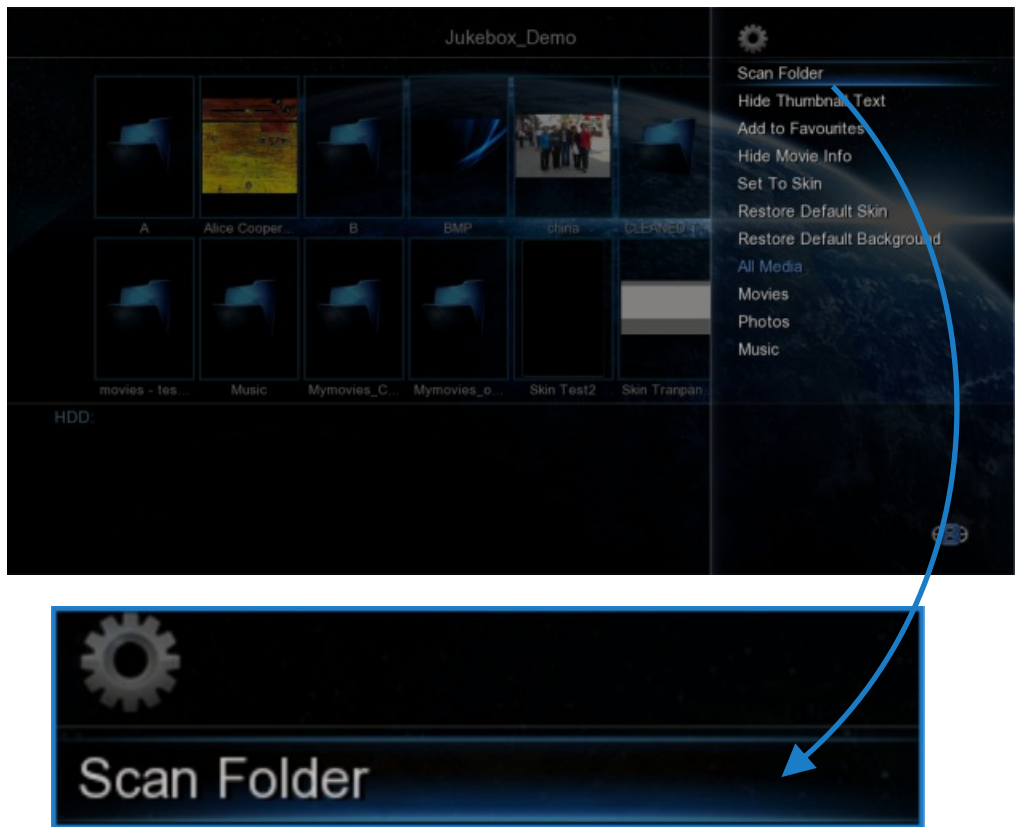 Jukebox_Demo
Scan Folder
Hide Thumbnail Text
Add to Favourites
Hide Movie Info
Set To Skin
Restore Default Skin
Restore Default Background
All Media
Movies
Photos
Music
A
Alice Cooper...
B
BMP
china
CLEANED
movies - tes...
Music
Mymovies_C...
Mymovies_o...
Skin Test2
Skin Tranpan
HDD:
Scan Folder